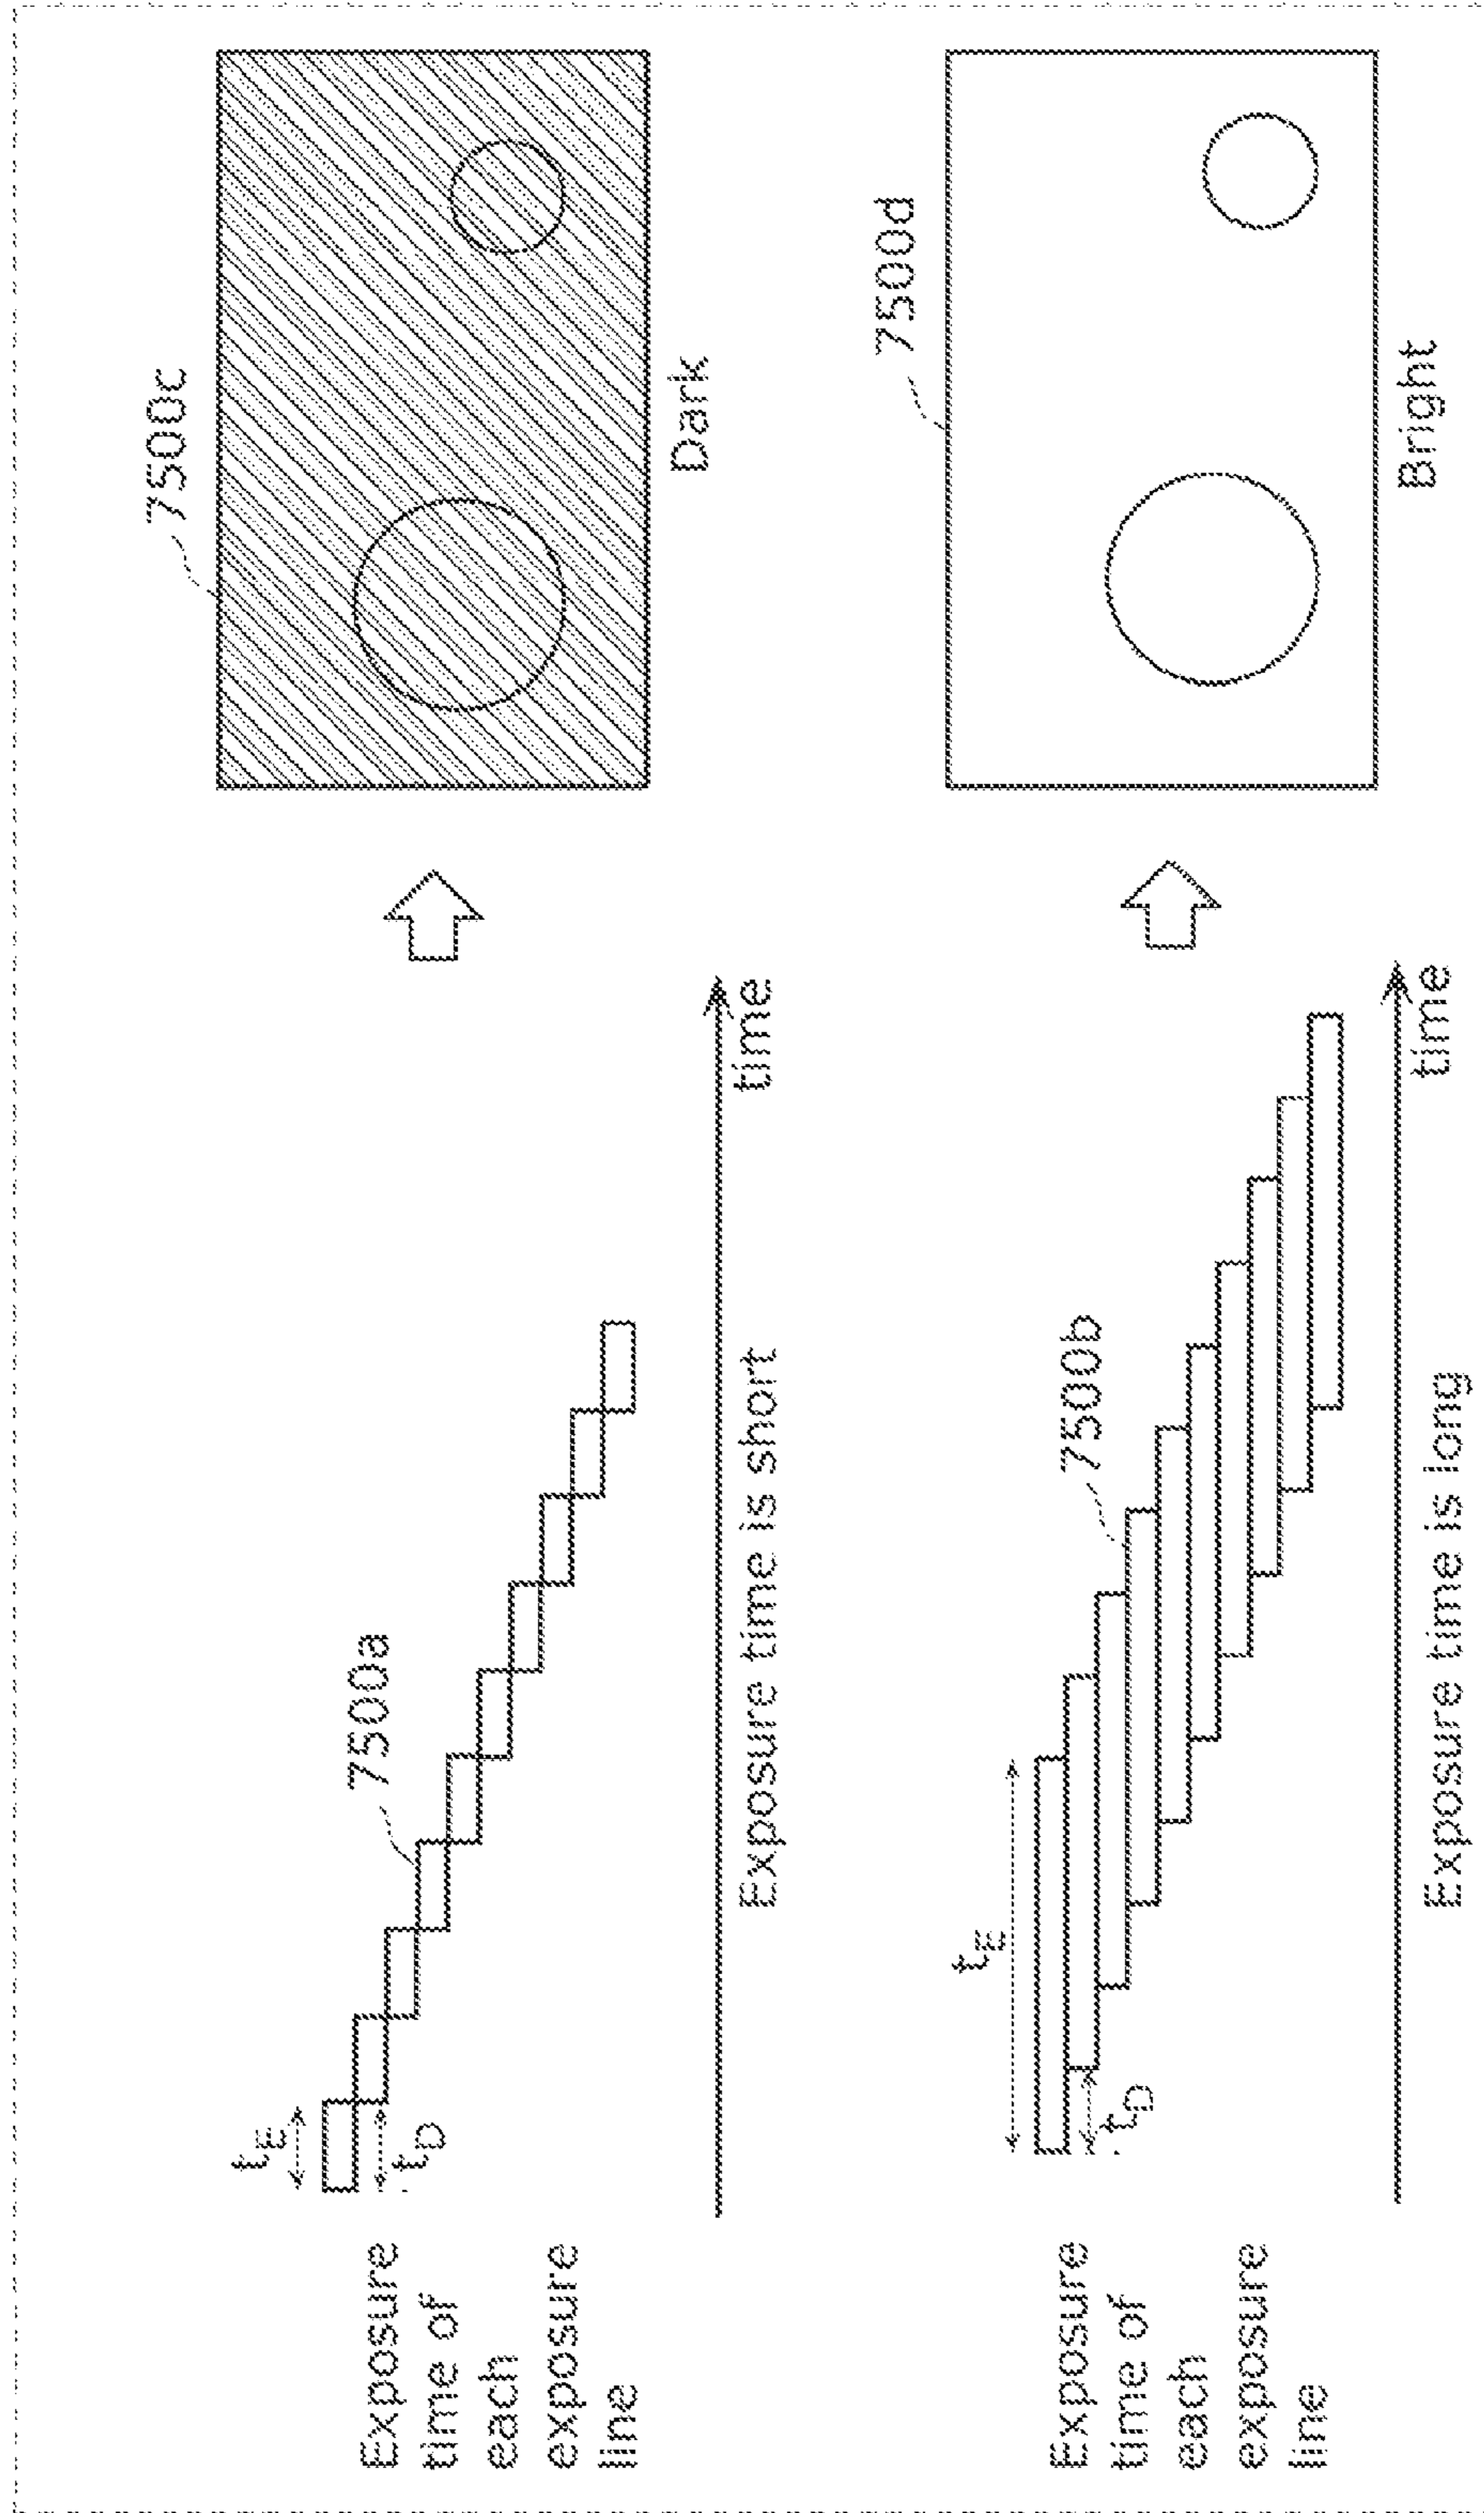 Exposure
time of
each
exposure
line
tE
tD
7500a
time
Exposure time is short
7500c
Dark
Exposure
time of
each
exposure
line
tE
tD
7500b
time
Exposure time is long
7500d
Bright